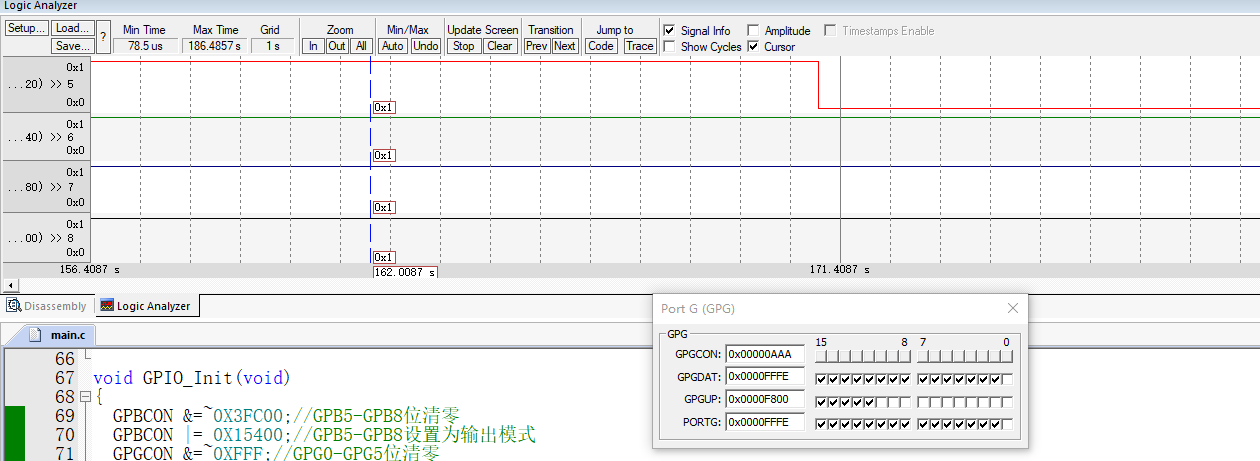 Logic Analyzer
Setup... Load... Save... ? Min Time 78.5 us Max Time 186.4857 s Grid 1 s Zoom In Out All Min/Max Auto Undo Update Screen Stop Clear Transition Prev Next Jump to Code Trace Signal Info Amplitude Timestamps Enable
Show Cycles Cursor
0x1
...20) >> 5
0x0
0x1
0x1
...40) >> 6
0x0
0x1
0x1
...80) >> 7
0x0
0x1
0x1
...00) >> 8
0x0
0x1
156.4087 s 162.0087 s 171.4087 s
Disassembly Logic Analyzer
main.c
66
67 void GPIO_Init(void)
68 {
69 GPBCON &=~0X3FC00;//GPB5-GPB8位清零
70 GPBCON |= 0X15400;//GPB5-GPB8设置为输出模式
71 GPGCON &=~0XFFF;//GPG0-GPG5位清零
Port G (GPG)
GPG
15 8 7 0
GPGCON: 0x00000AAA
GPGDAT: 0x0000FFFE
GPGUP: 0x0000F800
PORTG: 0x0000FFFE